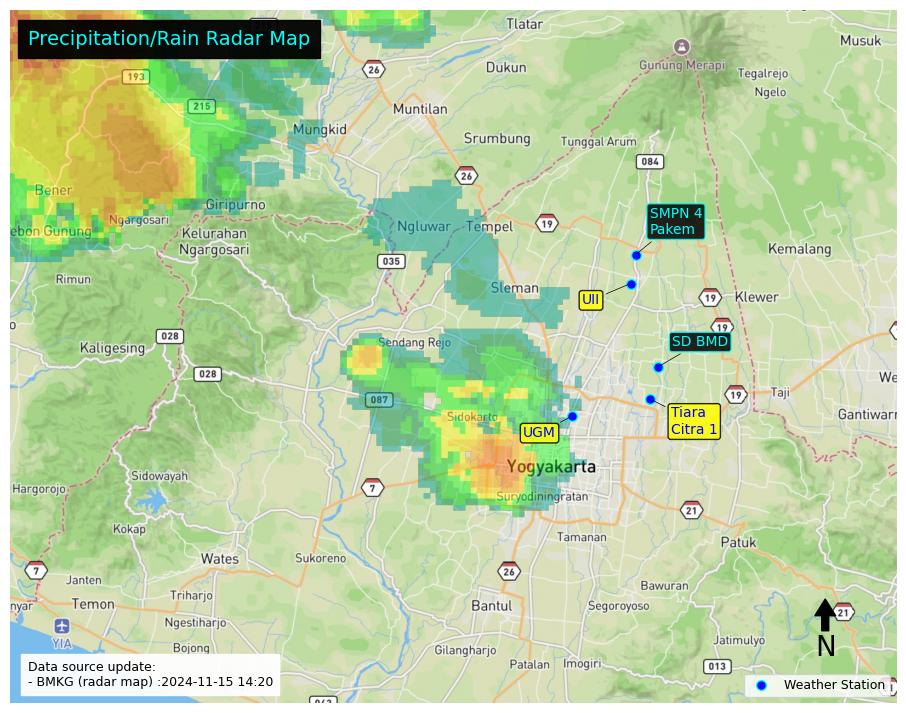 Precipitation/Rain Radar Map
Tlatar
Musuk
26
Gunung Merapi
Tegalrejo
Dukun
193
Ngelo
215
Muntilan
Mungkid
Srumbung
Tunggal Arum
084
26
Bener
Giripurno
SMPN 4
Pakem
Ngargosari
Ngluwar
Tempel
19
ebon Gunung
Kelurahan
Ngargosari
Kemalang
035
Rimun
Sleman
UII
19
Klewer
19
028
Kaligesing
Sendang Rejo
SD BMD
028
We
087
19
Taji
Sidokarto
Tiara
Citra 1
Gantiwarn
UGM
Yogyakarta
Sidowayah
Hargorojo
7
Suryodiningratan
21
Kokap
Tamanan
Patuk
Wates
Sukoreno
26
7
Janten
Bawuran
Triharjo
nyar
Temon
Bantul
Segoroyoso
21
Ngestiharjo
YIA
N
Bojong
Gilangharjo
Jatimulyo
Patalan
Imogiri
013
Data source update:
- BMKG (radar map) :2024-11-15 14:20
Weather Station